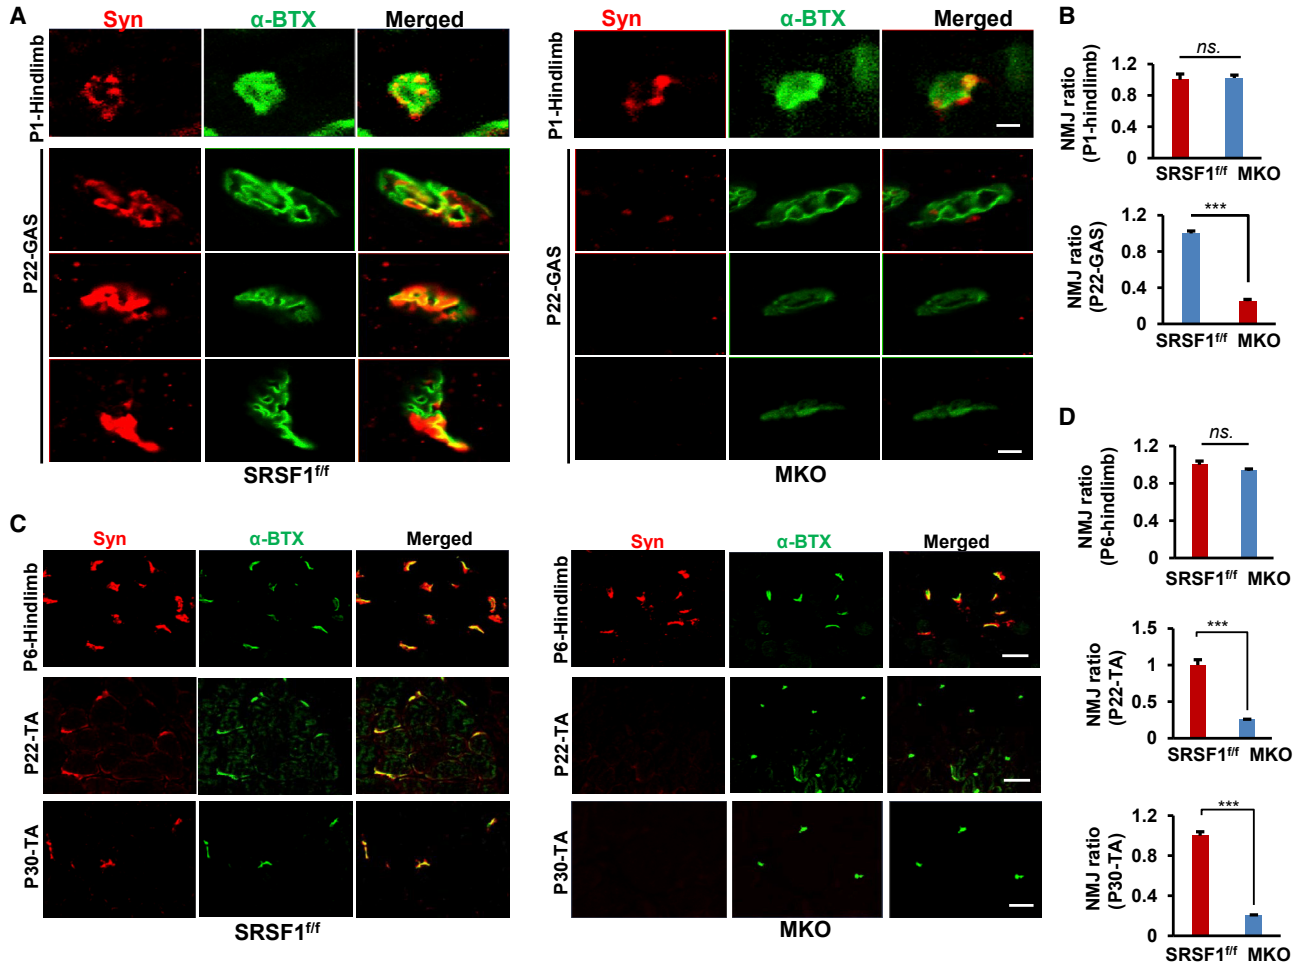 A
Syn α-BTX Merged
Syn α-BTX Merged
P1-Hindlimb
P22-GAS
SRSF1f/f
P1-Hindlimb
P22-GAS
MKO
B
ns.
NMJ ratio
(P1-hindlimb)
1.2
0.8
0.4
0
SRSF1f/f MKO
***
NMJ ratio
(P22-GAS)
1.2
0.8
0.4
0
SRSF1f/f MKO
C
Syn α-BTX Merged
Syn α-BTX Merged
P6-Hindlimb
P22-TA
P30-TA
SRSF1f/f
P6-Hindlimb
P22-TA
P30-TA
MKO
D
ns.
NMJ ratio
(P6-hindlimb)
1.2
0.8
0.4
0
SRSF1f/f MKO
***
NMJ ratio
(P22-TA)
1.5
1
0.5
0
SRSF1f/f MKO
***
NMJ ratio
(P30-TA)
1.2
0.8
0.4
0
SRSF1f/f MKO